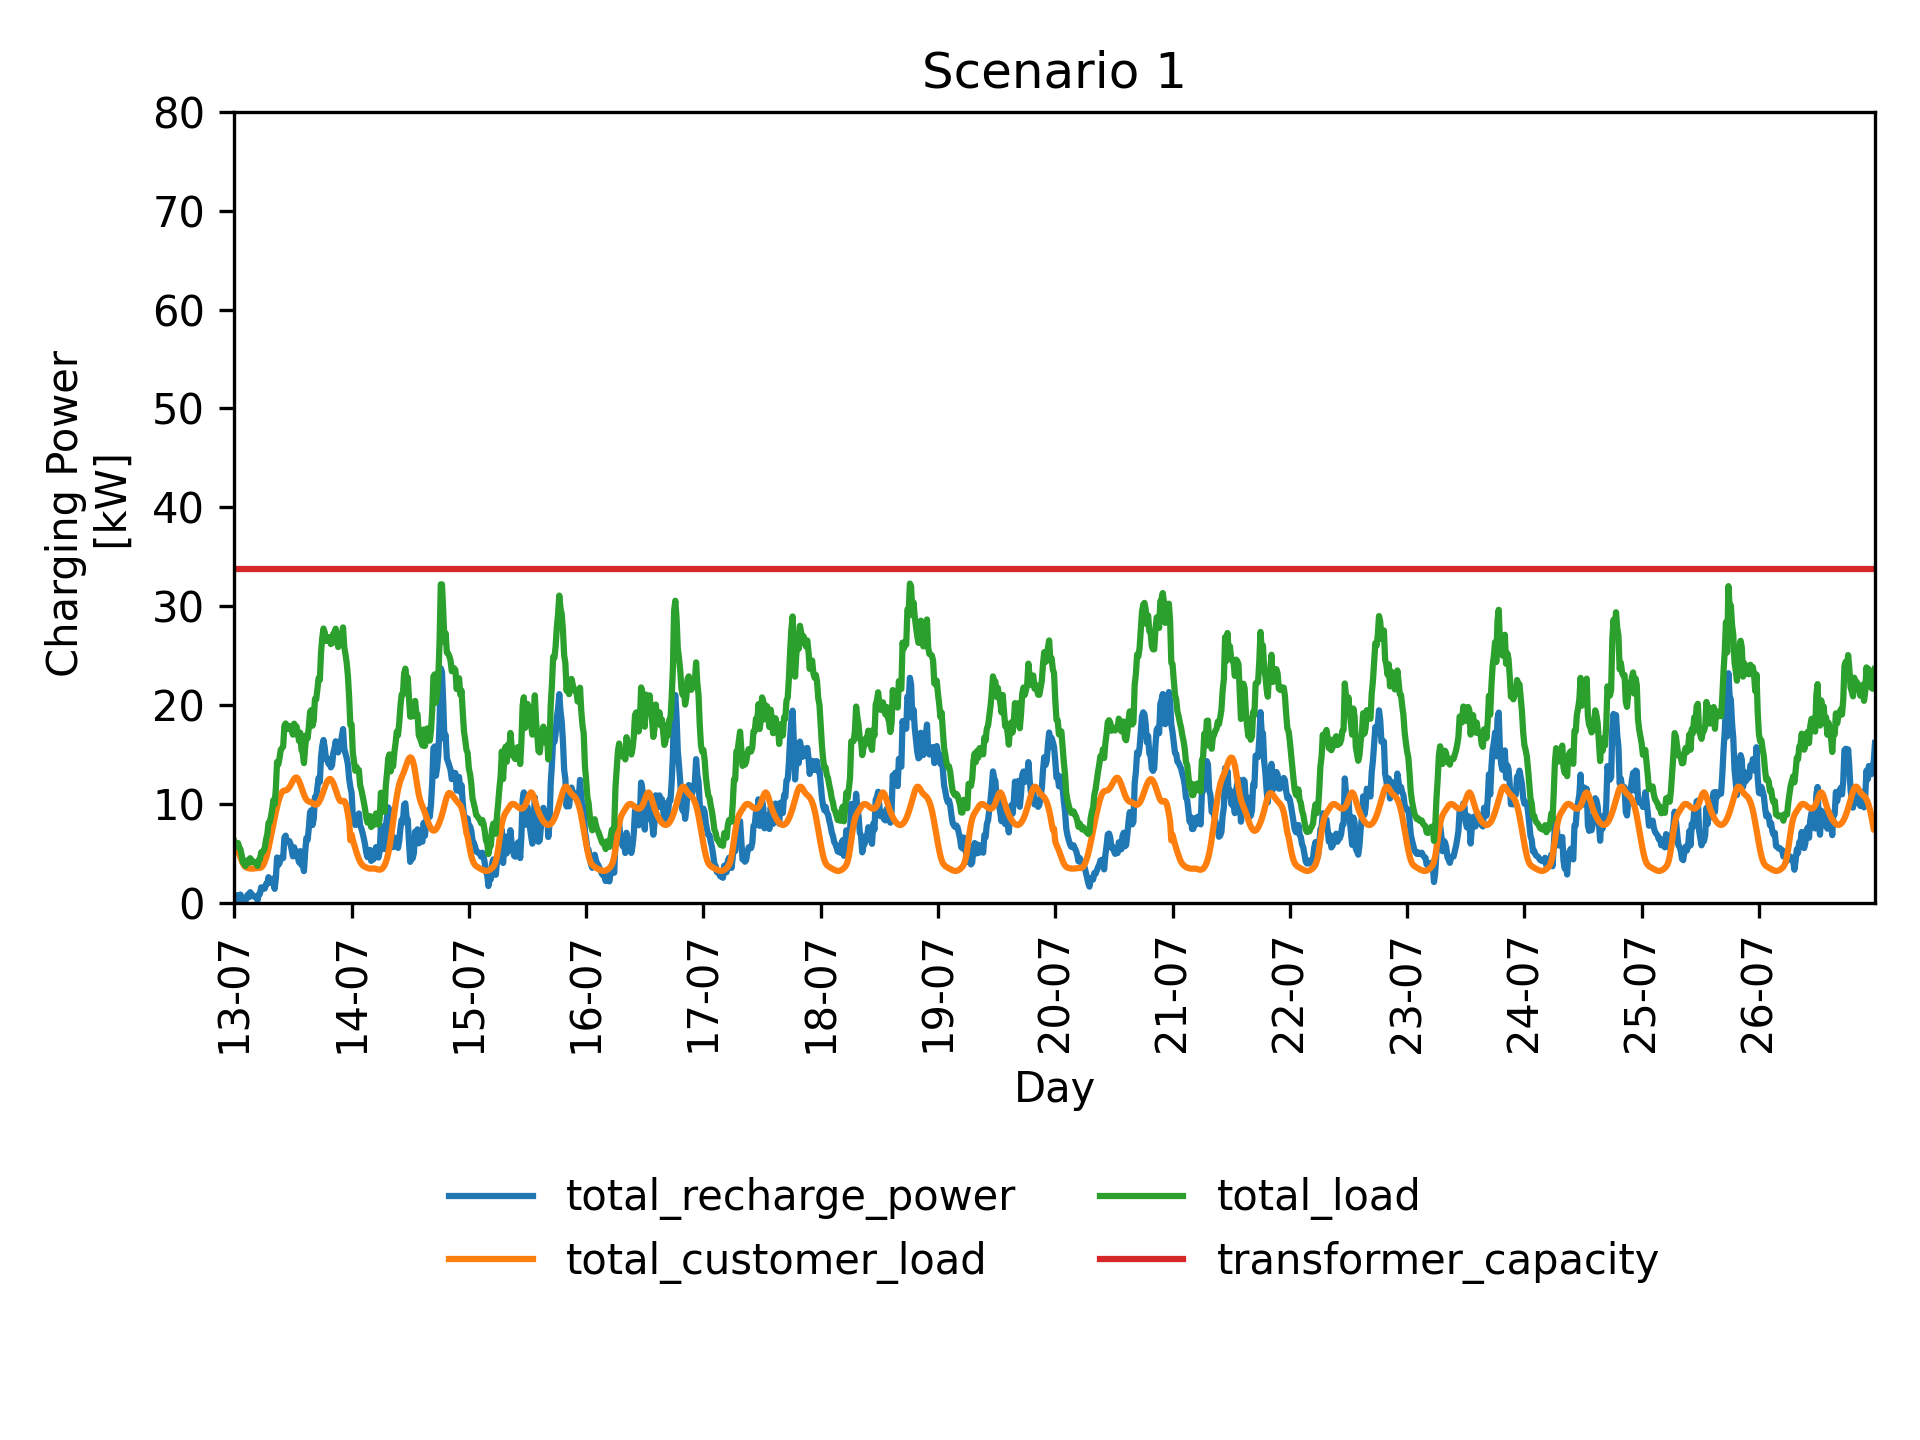 Scenario 1
80
70
60
50
40
30
20
10
0
Charging Power
[kW]
13-07
14-07
15-07
16-07
17-07
18-07
19-07
20-07
21-07
22-07
23-07
24-07
25-07
26-07
Day
total_recharge_power
total_customer_load
total_load
transformer_capacity